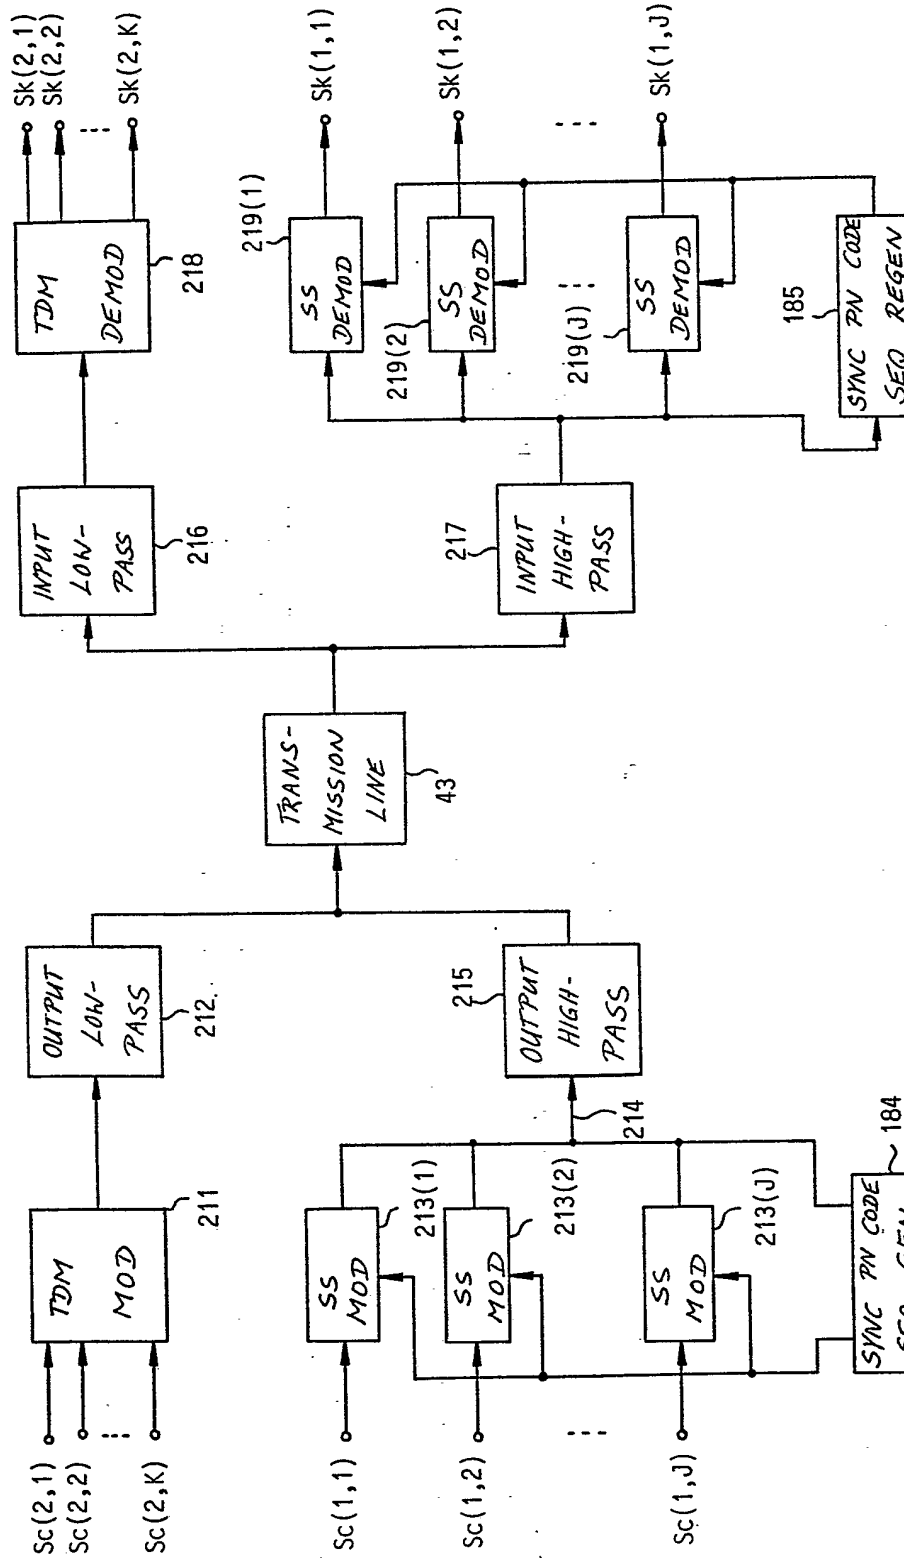 Sc(2,1)
Sc(2,2)
Sc(2,K)
TDM
MOD
211
OUTPUT
LOW-
PASS
212
INPUT
LOW-
PASS
216
TDM
DEMOD
218
Sk(2,1)
Sk(2,2)
Sk(2,K)
TRANS-
MISSION
LINE
43
Sc(1,1)
SS
MOD
213(1)
Sc(1,2)
SS
MOD
213(2)
Sc(1,J)
SS
MOD
213(J)
214
215
OUTPUT
HIGH-
PASS
217
INPUT
HIGH-
PASS
219(1)
SS
DEMOD
Sk(1,1)
219(2)
SS
DEMOD
Sk(1,2)
219(J)
SS
DEMOD
Sk(1,J)
SYNC PN CODE
184
185
SYNC PN CODE
SEQ REGEN